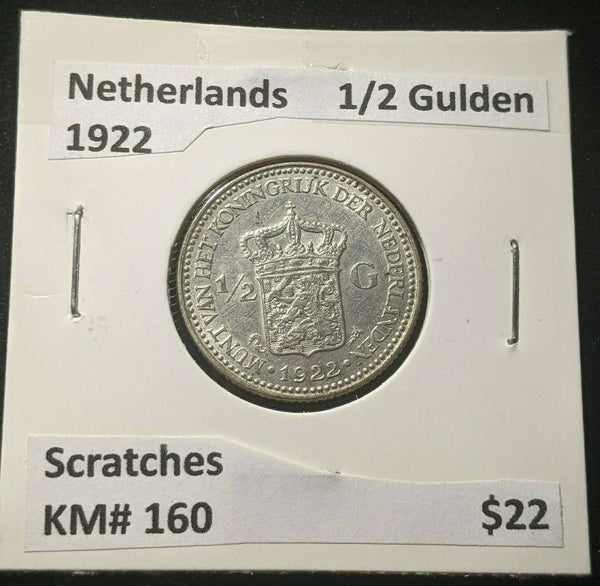 Netherlands 1/2 Gulden
1922
MUNT VAN HET KONINGRIJK DER NEDERLANDEN
1/2 G
· 1922 ·
Scratches
KM# 160 $22